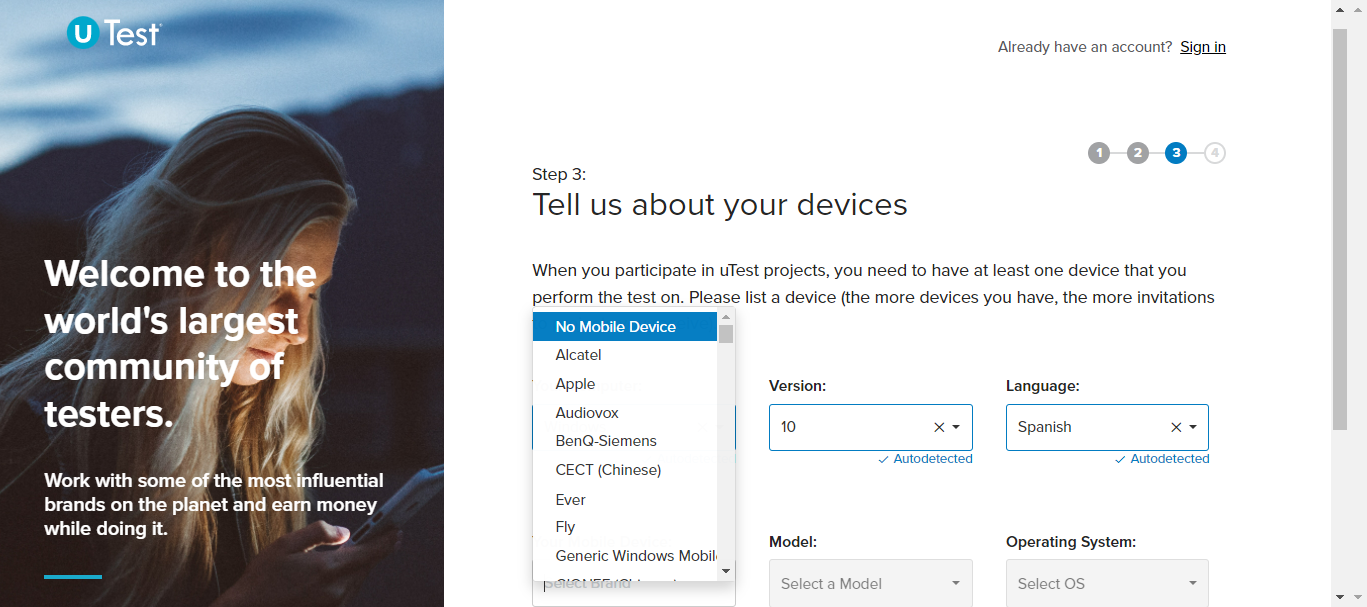 uTest
Already have an account? Sign in
1 2 3 4
Step 3:
Tell us about your devices
When you participate in uTest projects, you need to have at least one device that you
perform the test on. Please list a device (the more devices you have, the more invitations
No Mobile Device
Alcatel
Apple
Audiovox
BenQ-Siemens
CECT (Chinese)
Ever
Fly
Generic Windows Mobil
Select Brand
Version:
10
Autodetected
Language:
Spanish
Autodetected
Model:
Select a Model
Operating System:
Select OS
Welcome to the
world's largest
community of
testers.
Work with some of the most influential
brands on the planet and earn money
while doing it.